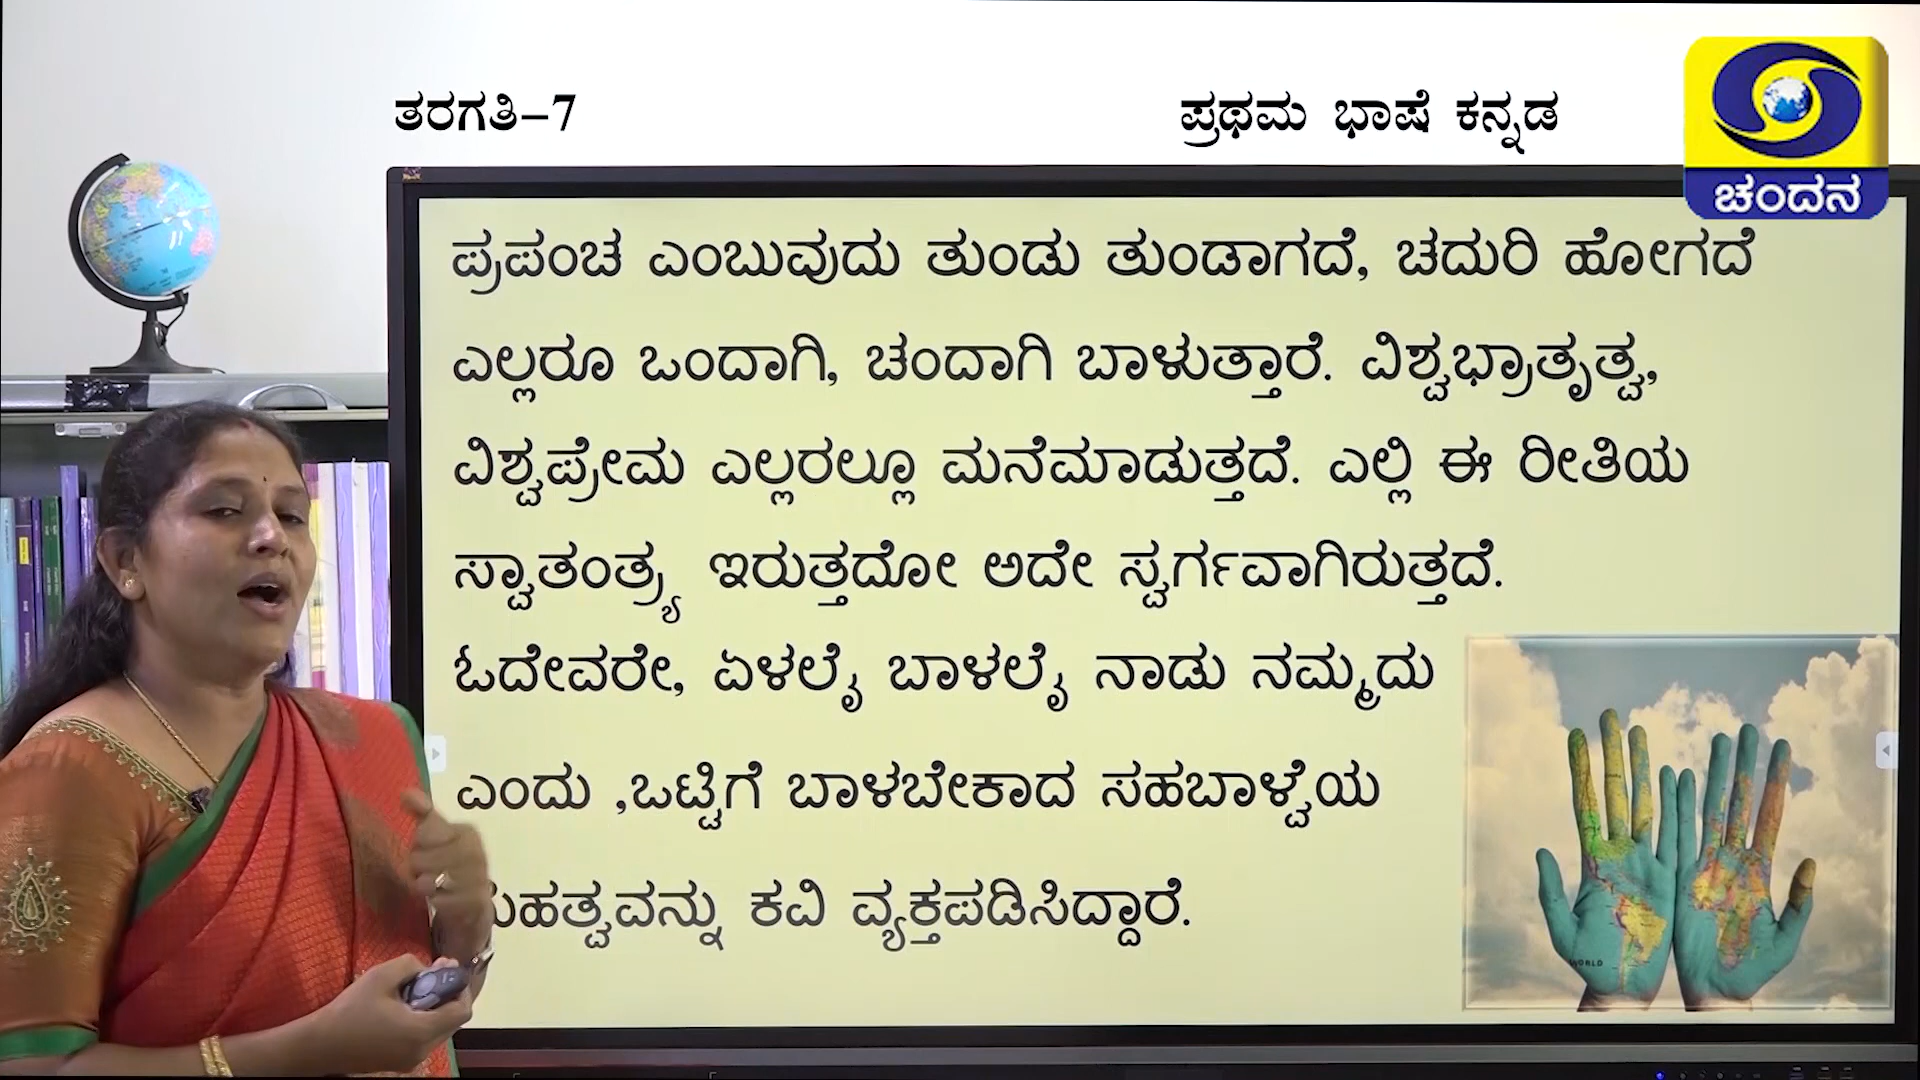 ತರಗತಿ-7
ಪ್ರಥಮ ಭಾಷೆ ಕನ್ನಡ
ಚಂದನ
ಪ್ರಪಂಚ ಎಂಬುವುದು ತುಂಡು ತುಂಡಾಗದೆ, ಚದುರಿ ಹೋಗದೆ
ಎಲ್ಲರೂ ಒಂದಾಗಿ, ಚಂದಾಗಿ ಬಾಳುತ್ತಾರೆ. ವಿಶ್ವಭ್ರಾತೃತ್ವ,
ವಿಶ್ವಪ್ರೇಮ ಎಲ್ಲರಲ್ಲೂ ಮನೆಮಾಡುತ್ತದೆ. ಎಲ್ಲಿ ಈ ರೀತಿಯ
ಸ್ವಾತಂತ್ರ್ಯ ಇರುತ್ತದೋ ಅದೇ ಸ್ವರ್ಗವಾಗಿರುತ್ತದೆ.
ಓದೇವರೇ, ಏಳಲೈ ಬಾಳಲೈ ನಾಡು ನಮ್ಮದು
ಎಂದು ,ಒಟ್ಟಿಗೆ ಬಾಳಬೇಕಾದ ಸಹಬಾಳ್ವೆಯ
ಮಹತ್ವವನ್ನು ಕವಿ ವ್ಯಕ್ತಪಡಿಸಿದ್ದಾರೆ.
WORLD